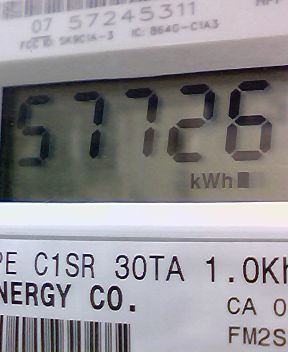 07 57245311
FCC ID: SK9C1A-3 IC: 864G-C1A3
57726
kWh
PE C1SR 30TA 1.0Kh
NERGY CO.
CA 0
FM2S